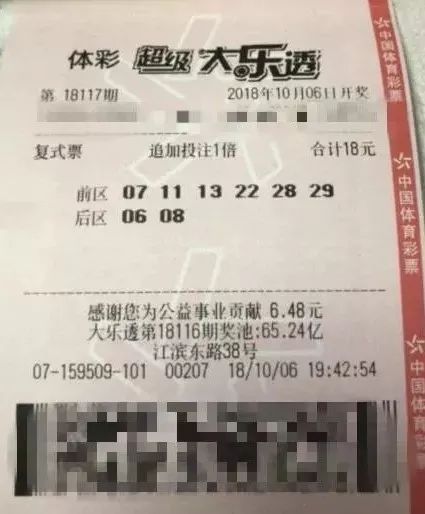 体彩 超级大乐透
第 18117期 2018年10月06日开奖
复式票 追加投注1倍 合计18元
前区 07 11 13 22 28 29
后区 06 08
感谢您为公益事业贡献 6.48元
大乐透第18116期奖池:65.24亿
江滨东路38号
07-159509-101 00207 18/10/06 19:42:54
中国体育彩票
中国体育彩票
中国体育彩票